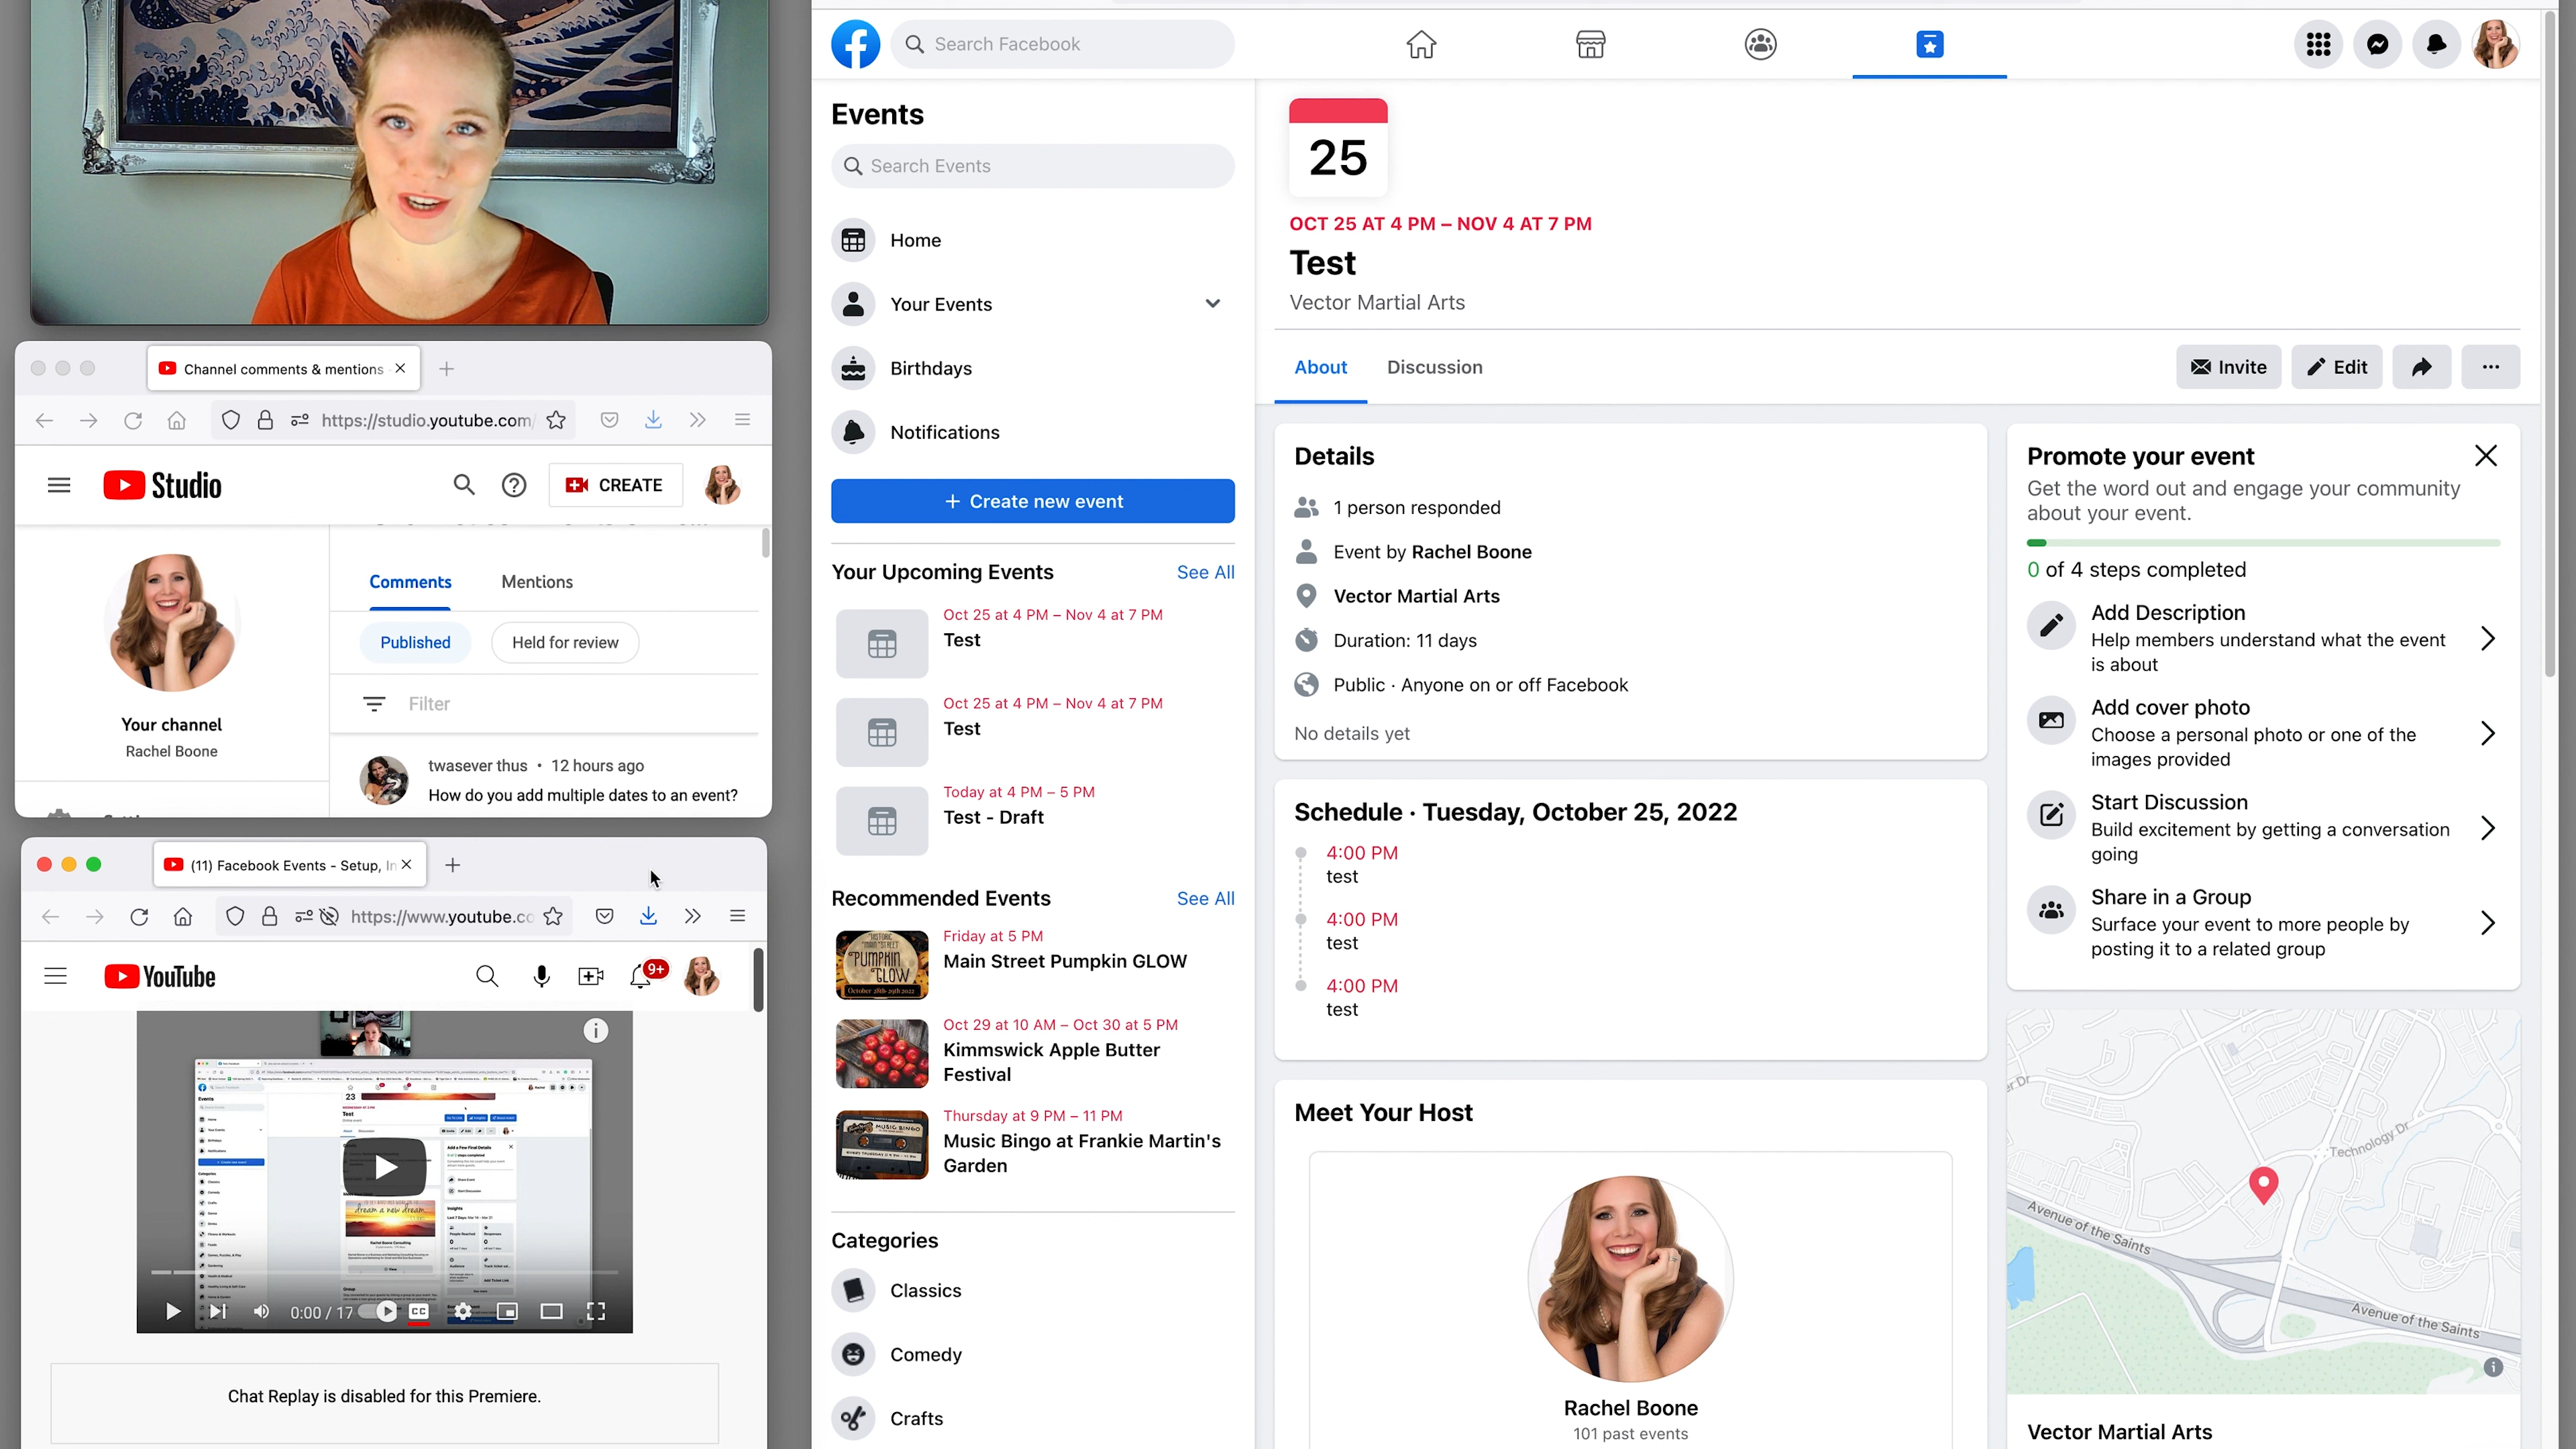 Channel comments & mentions
https://studio.youtube.com/
Studio
CREATE
Comments
Mentions
Published
Held for review
Filter
Your channel
Rachel Boone
twasever thus • 12 hours ago
How do you add multiple dates to an event?
(11) Facebook Events - Setup, In
https://www.youtube.co
YouTube
9+
0:00 / 17
CC
Chat Replay is disabled for this Premiere.
Search Facebook
Events
Search Events
Home
Your Events
Birthdays
Notifications
+ Create new event
Your Upcoming Events
See All
Oct 25 at 4 PM – Nov 4 at 7 PM
Test
Oct 25 at 4 PM – Nov 4 at 7 PM
Test
Today at 4 PM – 5 PM
Test - Draft
Recommended Events
See All
PUMPKIN
GLOW
Friday at 5 PM
Main Street Pumpkin GLOW
Oct 29 at 10 AM – Oct 30 at 5 PM
Kimmswick Apple Butter
Festival
MUSIC BINGO
Thursday at 9 PM – 11 PM
Music Bingo at Frankie Martin's
Garden
Categories
Classics
Comedy
Crafts
25
OCT 25 AT 4 PM – NOV 4 AT 7 PM
Test
Vector Martial Arts
About
Discussion
Invite
Edit
Details
1 person responded
Event by Rachel Boone
Vector Martial Arts
Duration: 11 days
Public · Anyone on or off Facebook
No details yet
Schedule · Tuesday, October 25, 2022
4:00 PM
test
4:00 PM
test
4:00 PM
test
Meet Your Host
Rachel Boone
101 past events
Promote your event
Get the word out and engage your community
about your event.
0 of 4 steps completed
Add Description
Help members understand what the event
is about
Add cover photo
Choose a personal photo or one of the
images provided
Start Discussion
Build excitement by getting a conversation
going
Share in a Group
Surface your event to more people by
posting it to a related group
Technology Dr
Avenue of the Saints
Avenue of the Saints
Vector Martial Arts